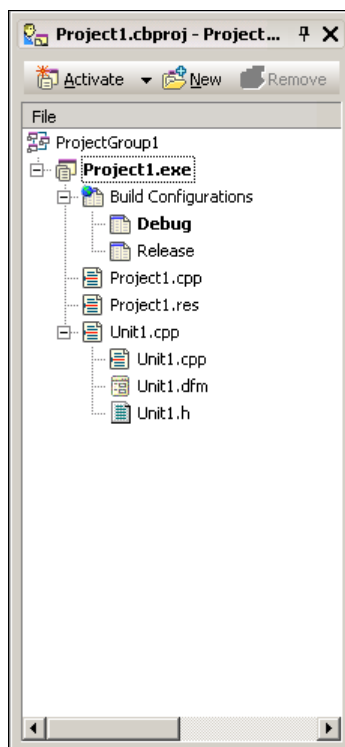 Project1.cbproj - Project...
Activate New Remove
File
ProjectGroup1
Project1.exe
Build Configurations
Debug
Release
Project1.cpp
Project1.res
Unit1.cpp
Unit1.cpp
Unit1.dfm
Unit1.h